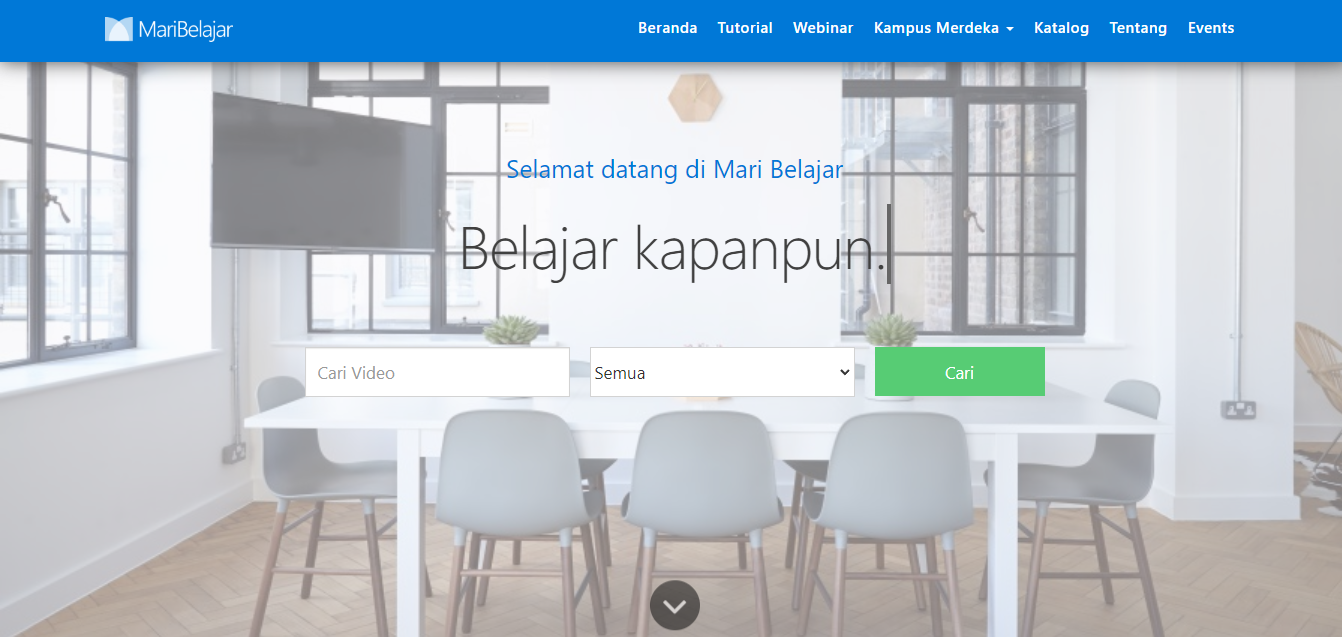 MariBelajar
Beranda Tutorial Webinar Kampus Merdeka Katalog Tentang Events
Selamat datang di Mari Belajar
Belajar kapanpun.
Cari Video Semua Cari